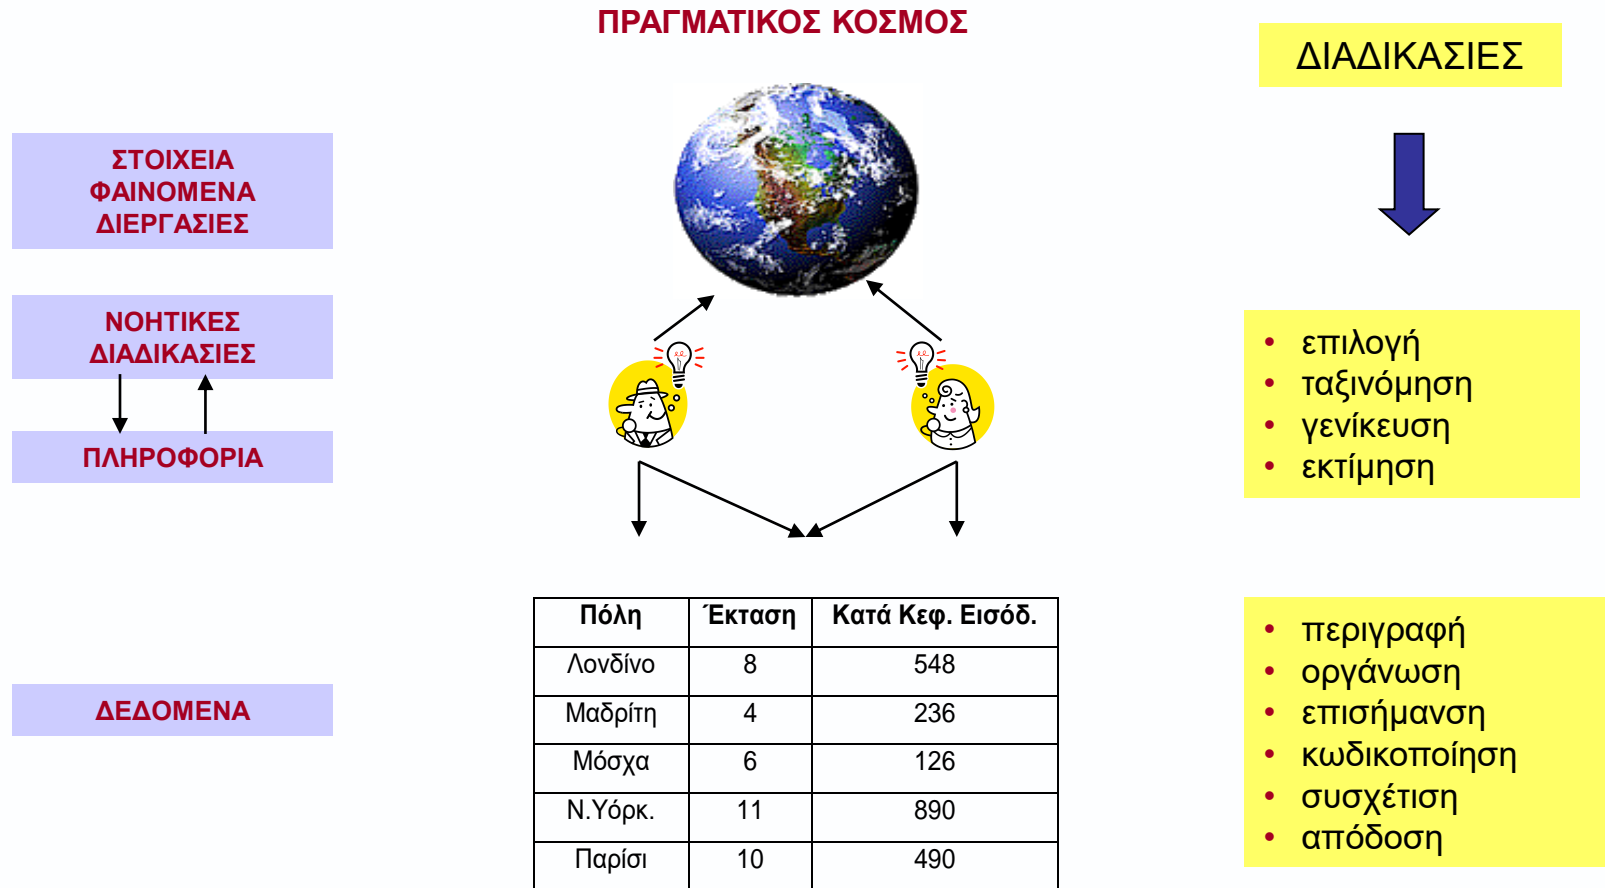 ΠΡΑΓΜΑΤΙΚΟΣ ΚΟΣΜΟΣ
ΔΙΑΔΙΚΑΣΙΕΣ
ΣΤΟΙΧΕΙΑ
ΦΑΙΝΟΜΕΝΑ
ΔΙΕΡΓΑΣΙΕΣ
ΝΟΗΤΙΚΕΣ
ΔΙΑΔΙΚΑΣΙΕΣ
ΠΛΗΡΟΦΟΡΙΑ
• επιλογή
• ταξινόμηση
• γενίκευση
• εκτίμηση
ΔΕΔΟΜΕΝΑ
Πόλη Έκταση Κατά Κεφ. Εισόδ.
Λονδίνο 8 548
Μαδρίτη 4 236
Μόσχα 6 126
Ν.Υόρκ. 11 890
Παρίσι 10 490
• περιγραφή
• οργάνωση
• επισήμανση
• κωδικοποίηση
• συσχέτιση
• απόδοση